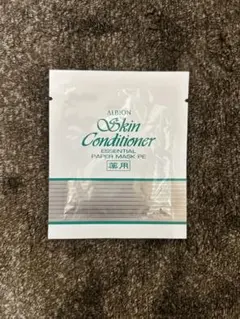 ALBION
Skin
Conditioner
ESSENTIAL
PAPER MASK PE
薬用